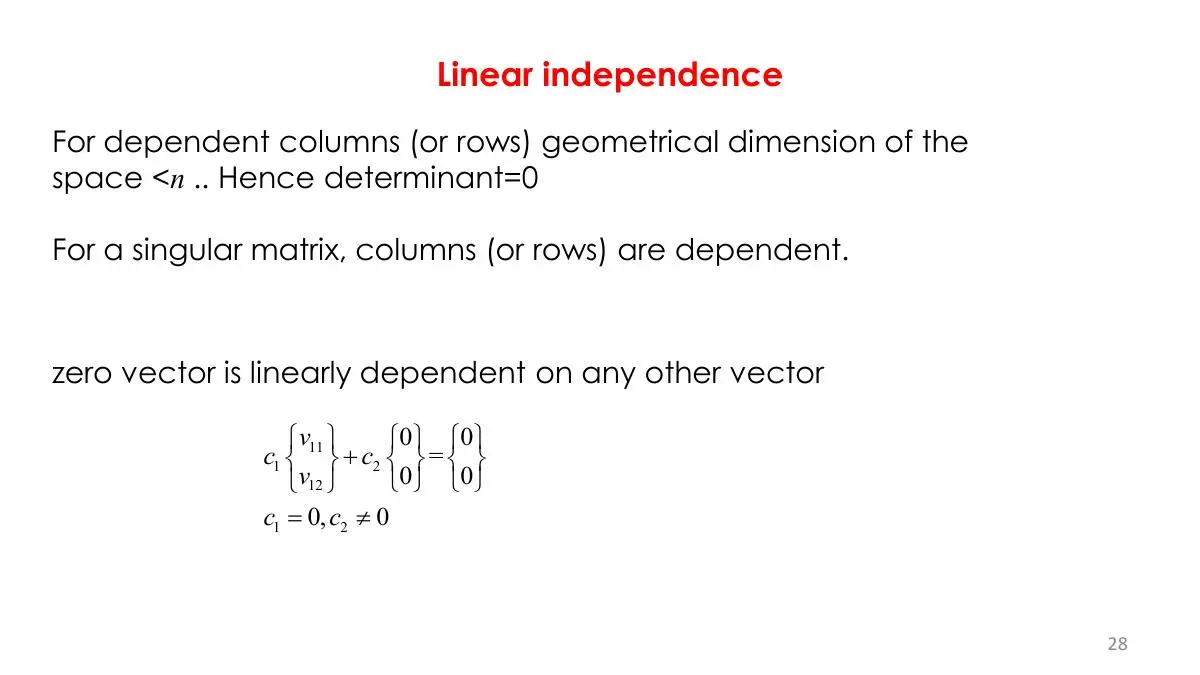 Linear independence
For dependent columns (or rows) geometrical dimension of the
space <n .. Hence determinant=0
For a singular matrix, columns (or rows) are dependent.
zero vector is linearly dependent on any other vector
c₁ {v₁₁ v₁₂} + c₂ {0 0} = {0 0}
c₁ = 0, c₂ ≠ 0
28